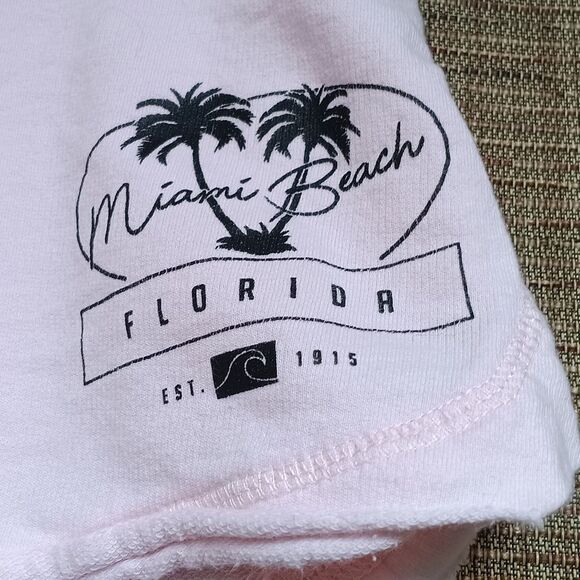 Miami Beach
FLORIDA
EST. 1915